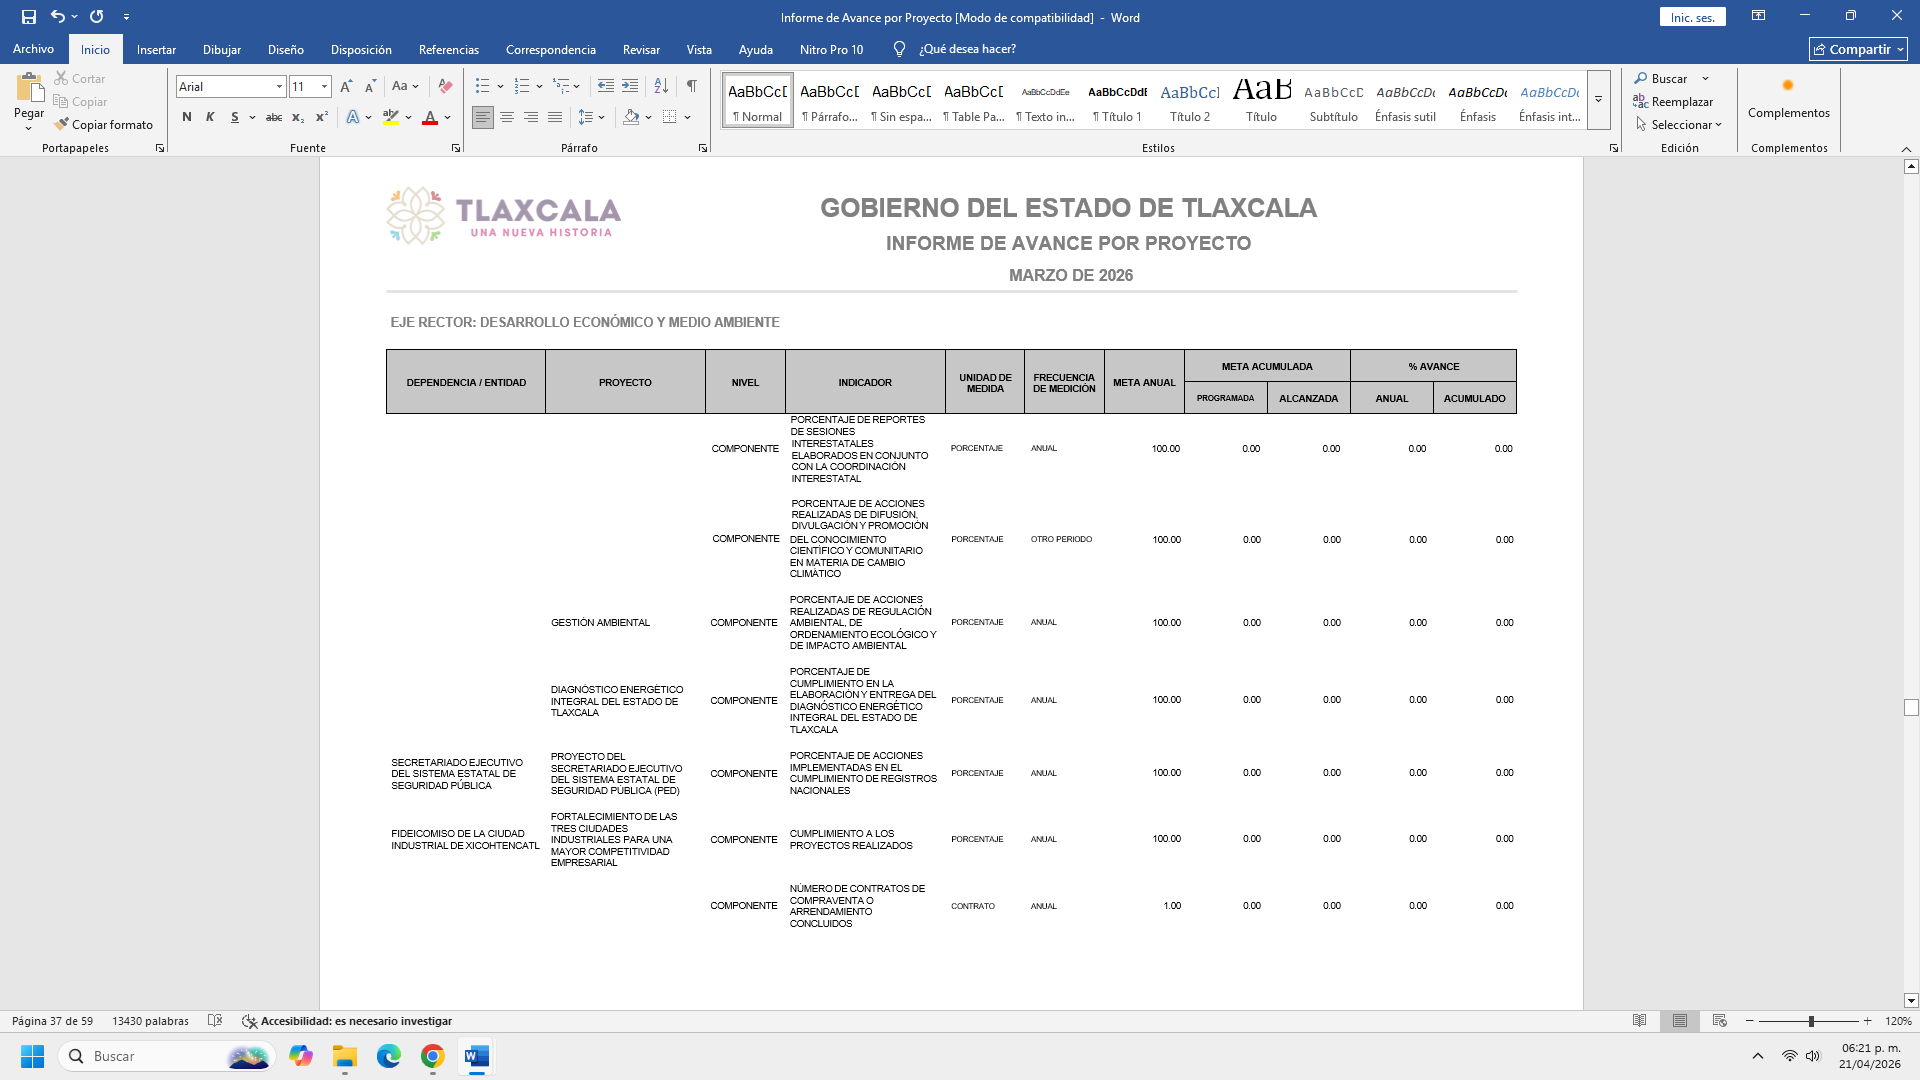 Informe de Avance por Proyecto [Modo de compatibilidad] - Word
Inic. ses.
Archivo Inicio Insertar Dibujar Diseño Disposición Referencias Correspondencia Revisar Vista Ayuda Nitro Pro 10 ¿Qué desea hacer? Compartir
Pegar
Cortar
Copiar
Copiar formato
Portapapeles
Arial 11
Fuente
Párrafo
AaBbCcD AaBbCcD AaBbCcD AaBbCcD AaBbCcDdEe AaBbCcDdE AaBbCcI AaB AaBbCcD AaBbCcDc AaBbCcDc AaBbCcDc
¶ Normal ¶ Párrafo... ¶ Sin espa... ¶ Table Pa... ¶ Texto in... ¶ Título 1 Título 2 Título Subtítulo Énfasis sutil Énfasis Énfasis int...
Estilos
Buscar
Reemplazar
Seleccionar
Edición
Complementos
Complementos
TLAXCALA
UNA NUEVA HISTORIA
GOBIERNO DEL ESTADO DE TLAXCALA
INFORME DE AVANCE POR PROYECTO
MARZO DE 2026
EJE RECTOR: DESARROLLO ECONÓMICO Y MEDIO AMBIENTE
DEPENDENCIA / ENTIDAD PROYECTO NIVEL INDICADOR UNIDAD DE MEDIDA FRECUENCIA DE MEDICIÓN META ANUAL META ACUMULADA % AVANCE
PROGRAMADA ALCANZADA ANUAL ACUMULADO
PORCENTAJE DE REPORTES
DE SESIONES
INTERESTATALES
ELABORADOS EN CONJUNTO
CON LA COORDINACIÓN
INTERESTATAL
COMPONENTE PORCENTAJE ANUAL 100.00 0.00 0.00 0.00 0.00
PORCENTAJE DE ACCIONES
REALIZADAS DE DIFUSIÓN,
DIVULGACIÓN Y PROMOCIÓN
DEL CONOCIMIENTO
CIENTÍFICO Y COMUNITARIO
EN MATERIA DE CAMBIO
CLIMÁTICO
COMPONENTE PORCENTAJE OTRO PERIODO 100.00 0.00 0.00 0.00 0.00
GESTIÓN AMBIENTAL COMPONENTE
PORCENTAJE DE ACCIONES
REALIZADAS DE REGULACIÓN
AMBIENTAL, DE
ORDENAMIENTO ECOLÓGICO Y
DE IMPACTO AMBIENTAL
PORCENTAJE ANUAL 100.00 0.00 0.00 0.00 0.00
DIAGNÓSTICO ENERGÉTICO
INTEGRAL DEL ESTADO DE
TLAXCALA
COMPONENTE
PORCENTAJE DE
CUMPLIMIENTO EN LA
ELABORACIÓN Y ENTREGA DEL
DIAGNÓSTICO ENERGÉTICO
INTEGRAL DEL ESTADO DE
TLAXCALA
PORCENTAJE ANUAL 100.00 0.00 0.00 0.00 0.00
SECRETARIADO EJECUTIVO
DEL SISTEMA ESTATAL DE
SEGURIDAD PÚBLICA
PROYECTO DEL
SECRETARIADO EJECUTIVO
DEL SISTEMA ESTATAL DE
SEGURIDAD PÚBLICA (PED)
COMPONENTE
PORCENTAJE DE ACCIONES
IMPLEMENTADAS EN EL
CUMPLIMIENTO DE REGISTROS
NACIONALES
PORCENTAJE ANUAL 100.00 0.00 0.00 0.00 0.00
FIDEICOMISO DE LA CIUDAD
INDUSTRIAL DE XICOHTENCATL
FORTALECIMIENTO DE LAS
TRES CIUDADES
INDUSTRIALES PARA UNA
MAYOR COMPETITIVIDAD
EMPRESARIAL
COMPONENTE
CUMPLIMIENTO A LOS
PROYECTOS REALIZADOS
PORCENTAJE ANUAL 100.00 0.00 0.00 0.00 0.00
COMPONENTE
NÚMERO DE CONTRATOS DE
COMPRAVENTA O
ARRENDAMIENTO
CONCLUIDOS
CONTRATO ANUAL 1.00 0.00 0.00 0.00 0.00
Página 37 de 59 13430 palabras Accesibilidad: es necesario investigar 120%
Buscar
06:21 p. m.
21/04/2026